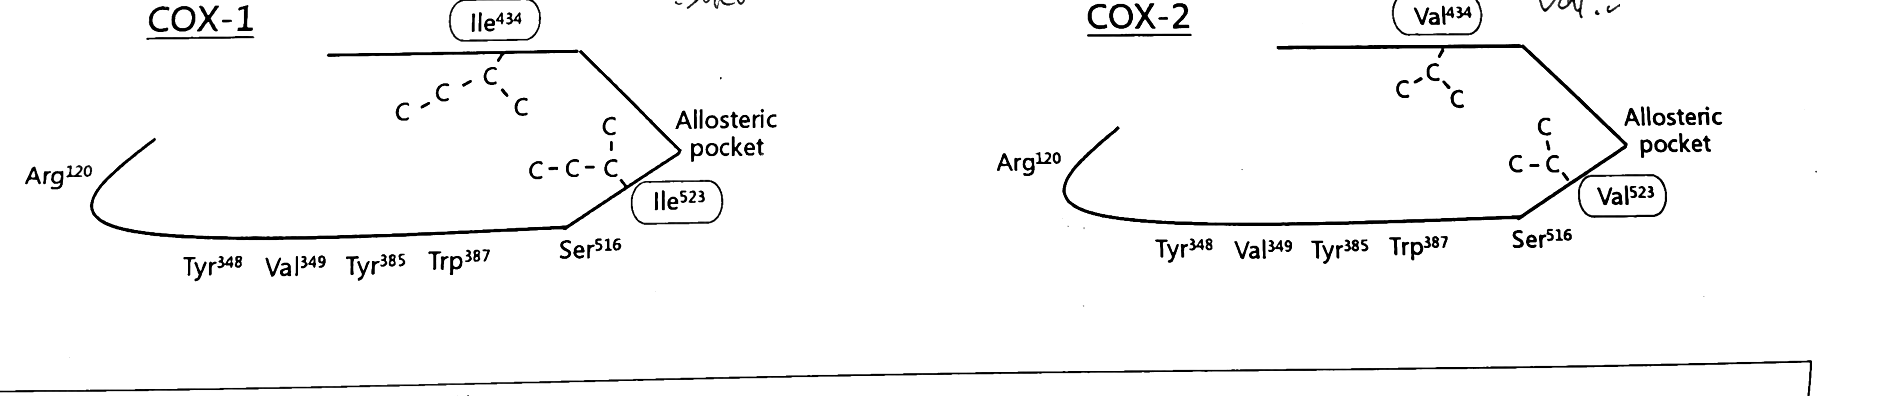 COX-1
Ile⁴³⁴
C
C - C
C
C
C-C-C
Allosteric
pocket
Arg¹²⁰
Ile⁵²³
Ser⁵¹⁶
Tyr³⁴⁸ Val³⁴⁹ Tyr³⁸⁵ Trp³⁸⁷
COX-2
Val⁴³⁴
C-C
C
C
C-C
Allosteric
pocket
Arg¹²⁰
Val⁵²³
Ser⁵¹⁶
Tyr³⁴⁸ Val³⁴⁹ Tyr³⁸⁵ Trp³⁸⁷